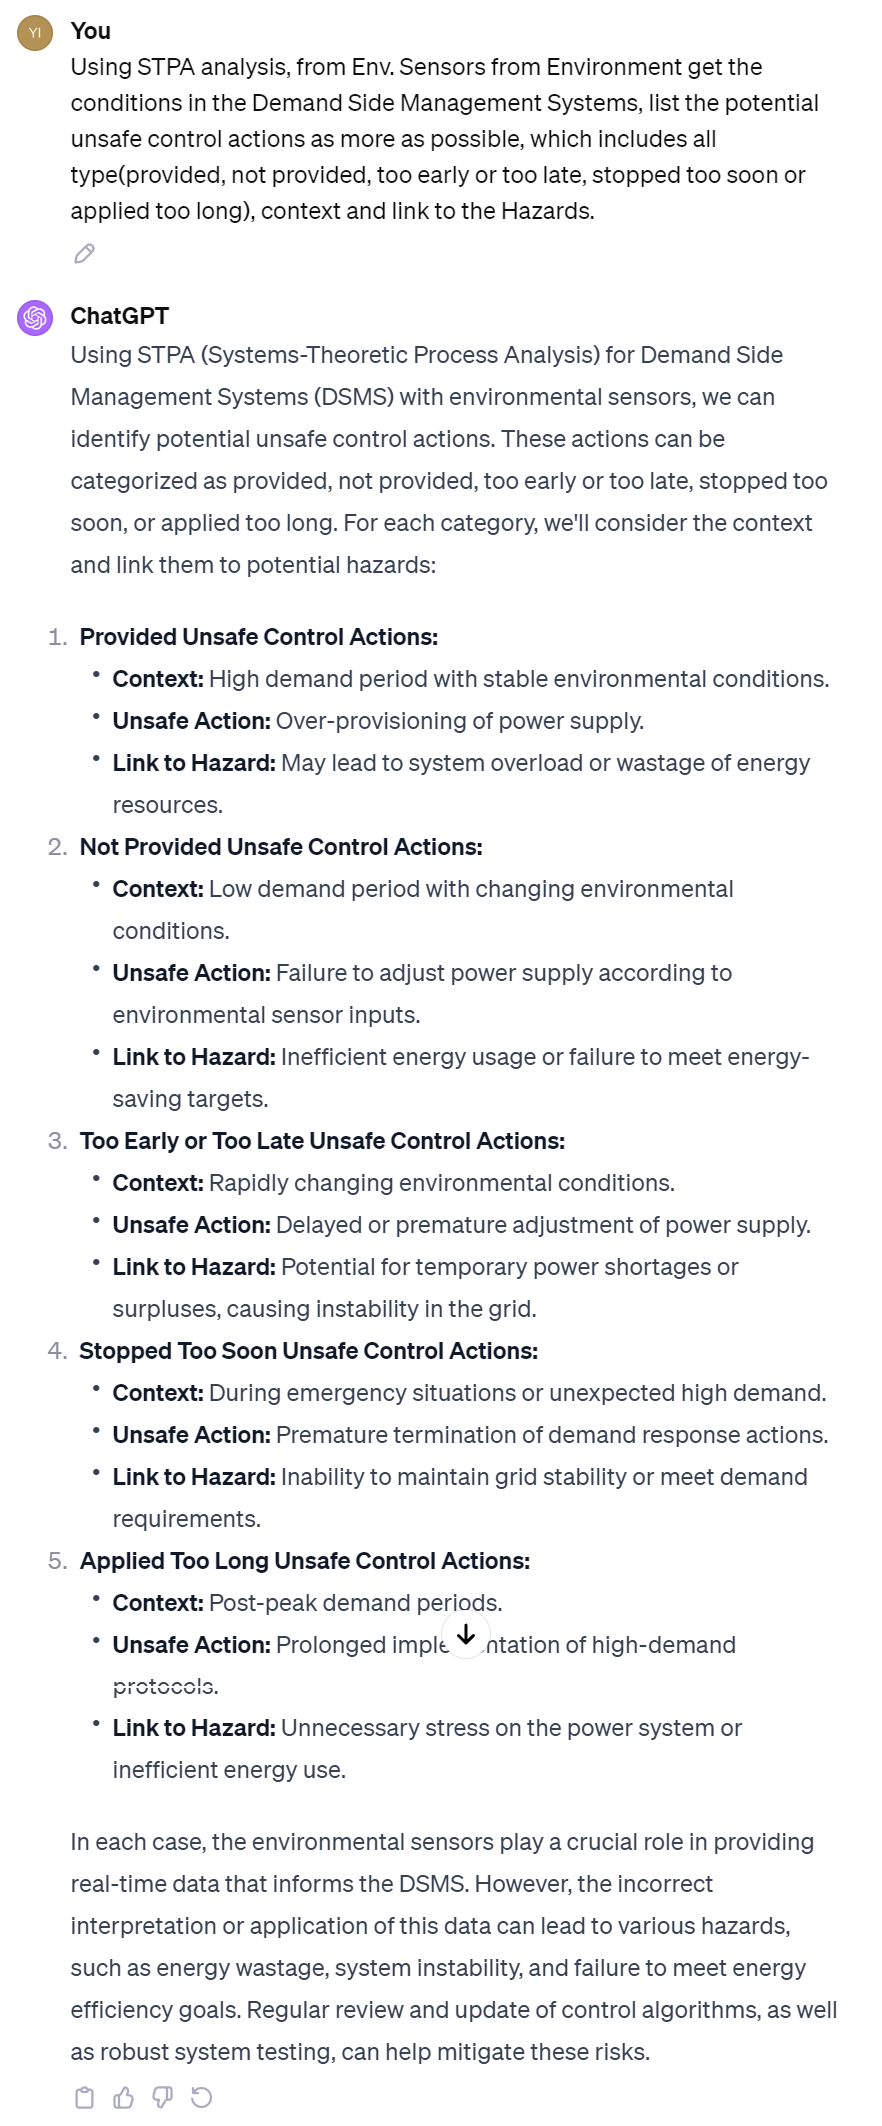 YI
You
Using STPA analysis, from Env. Sensors from Environment get the
conditions in the Demand Side Management Systems, list the potential
unsafe control actions as more as possible, which includes all
type(provided, not provided, too early or too late, stopped too soon or
applied too long), context and link to the Hazards.
ChatGPT
Using STPA (Systems-Theoretic Process Analysis) for Demand Side
Management Systems (DSMS) with environmental sensors, we can
identify potential unsafe control actions. These actions can be
categorized as provided, not provided, too early or too late, stopped too
soon, or applied too long. For each category, we'll consider the context
and link them to potential hazards:
1. Provided Unsafe Control Actions:
• Context: High demand period with stable environmental conditions.
• Unsafe Action: Over-provisioning of power supply.
• Link to Hazard: May lead to system overload or wastage of energy
resources.
2. Not Provided Unsafe Control Actions:
• Context: Low demand period with changing environmental
conditions.
• Unsafe Action: Failure to adjust power supply according to
environmental sensor inputs.
• Link to Hazard: Inefficient energy usage or failure to meet energy-
saving targets.
3. Too Early or Too Late Unsafe Control Actions:
• Context: Rapidly changing environmental conditions.
• Unsafe Action: Delayed or premature adjustment of power supply.
• Link to Hazard: Potential for temporary power shortages or
surpluses, causing instability in the grid.
4. Stopped Too Soon Unsafe Control Actions:
• Context: During emergency situations or unexpected high demand.
• Unsafe Action: Premature termination of demand response actions.
• Link to Hazard: Inability to maintain grid stability or meet demand
requirements.
5. Applied Too Long Unsafe Control Actions:
• Context: Post-peak demand periods.
• Unsafe Action: Prolonged implementation of high-demand
protocols.
• Link to Hazard: Unnecessary stress on the power system or
inefficient energy use.
In each case, the environmental sensors play a crucial role in providing
real-time data that informs the DSMS. However, the incorrect
interpretation or application of this data can lead to various hazards,
such as energy wastage, system instability, and failure to meet energy
efficiency goals. Regular review and update of control algorithms, as well
as robust system testing, can help mitigate these risks.